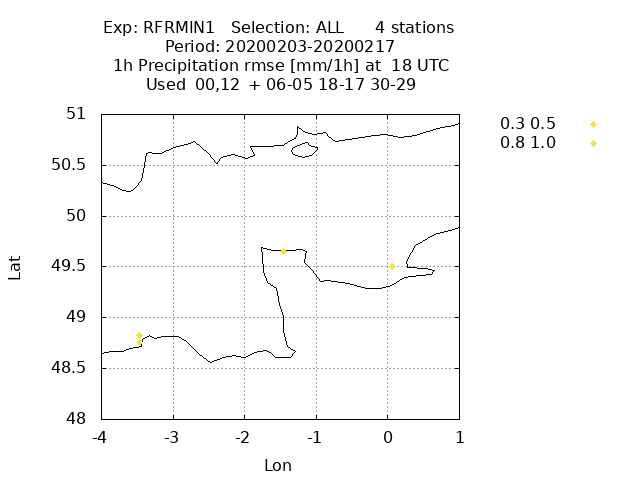 Exp: RFRMIN1   Selection: ALL      4 stations
Period: 20200203-20200217
1h Precipitation rmse [mm/1h] at  18 UTC
Used  00,12  + 06-05 18-17 30-29
51
50.5
50
49.5
49
48.5
48
-4
-3
-2
-1
0
1
Lat
Lon
0.3 0.5
0.8 1.0